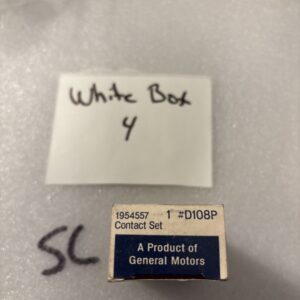 White Box
4
SC
1954557 1 #D108P
Contact Set
A Product of
General Motors